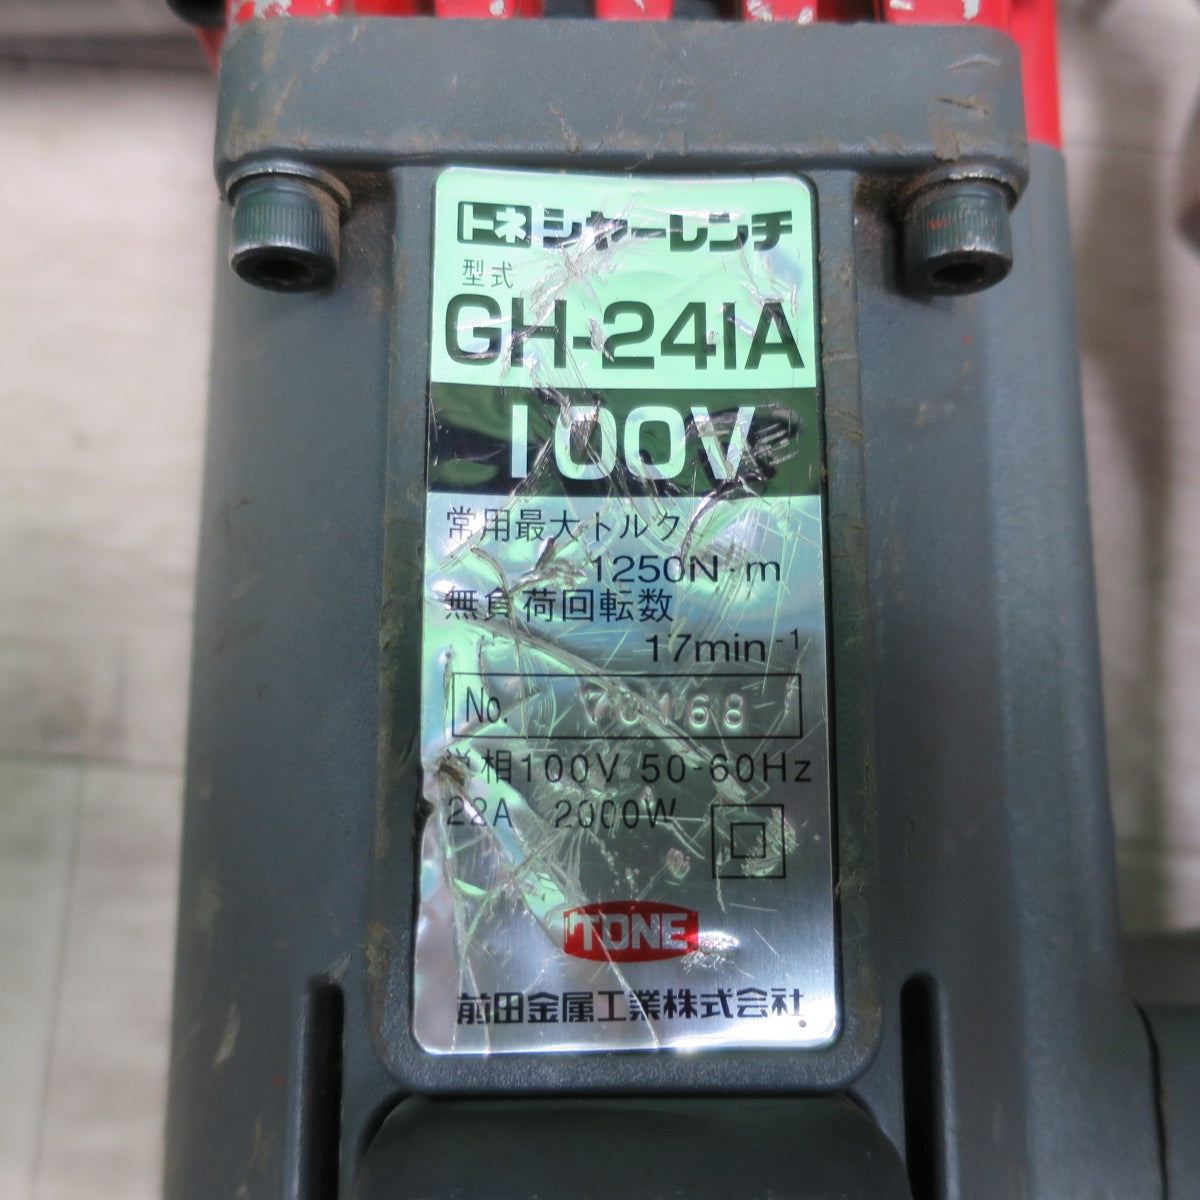 トネ シャーレンチ
型式
GH-241A
100V
常用最大トルク
1250N·m
無負荷回転数
17min⁻¹
No. 70168
単相100V 50-60Hz
22A 2000W
TONE
前田金属工業株式会社